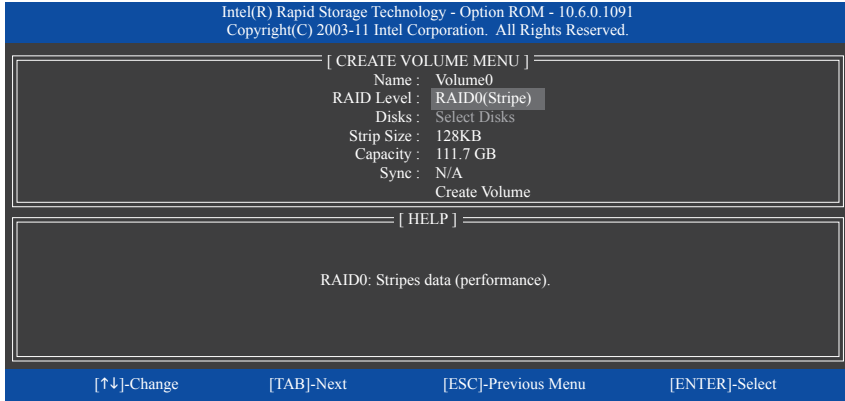 Intel(R) Rapid Storage Technology - Option ROM - 10.6.0.1091
Copyright(C) 2003-11 Intel Corporation. All Rights Reserved.
[ CREATE VOLUME MENU ]
Name : Volume0
RAID Level : RAID0(Stripe)
Disks : Select Disks
Strip Size : 128KB
Capacity : 111.7 GB
Sync : N/A
Create Volume
[ HELP ]
RAID0: Stripes data (performance).
[↑↓]-Change [TAB]-Next [ESC]-Previous Menu [ENTER]-Select